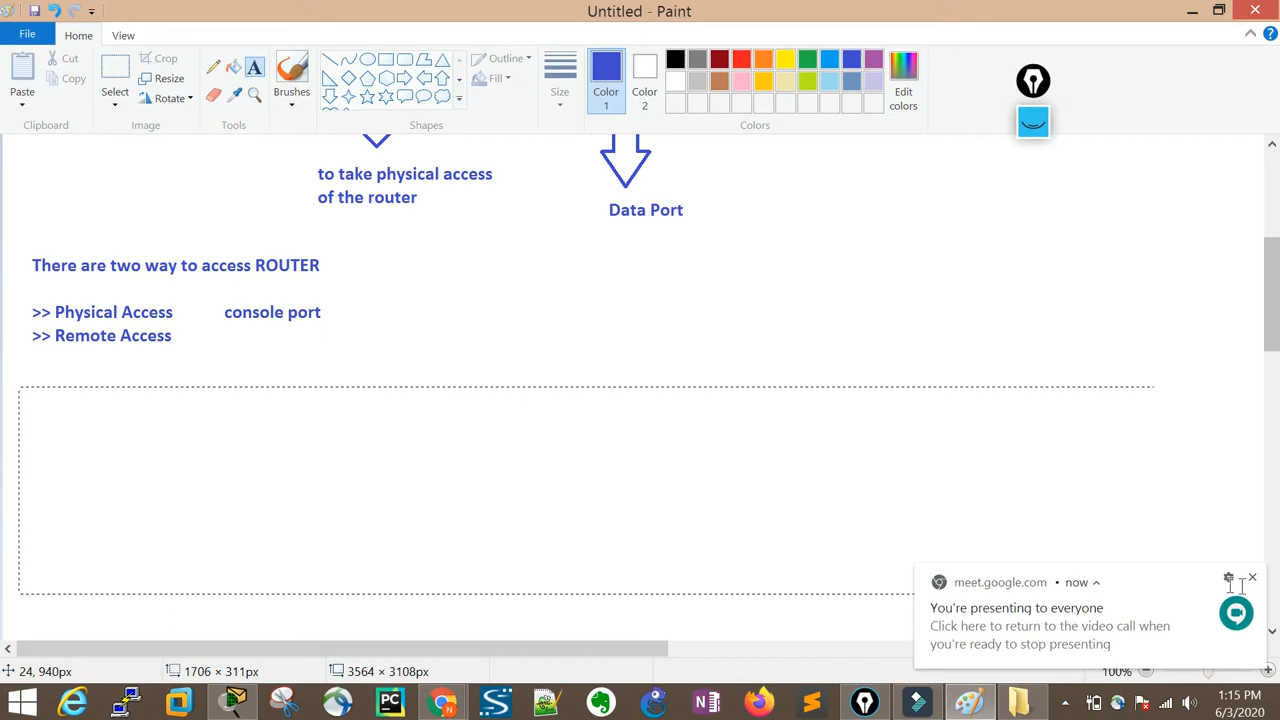 Untitled - Paint
File
Home
View
Paste
Cut
Copy
Clipboard
Select
Crop
Resize
Rotate
Image
A
Tools
Brushes
Shapes
Outline
Fill
Size
Color
1
Color
2
Edit
colors
Colors
to take physical access
of the router
Data Port
There are two way to access ROUTER
>> Physical Access console port
>> Remote Access
meet.google.com • now
You're presenting to everyone
Click here to return to the video call when
you're ready to stop presenting
24, 940px
1706 × 311px
3564 × 3108px
100%
PC
N
N
1:15 PM
6/3/2020